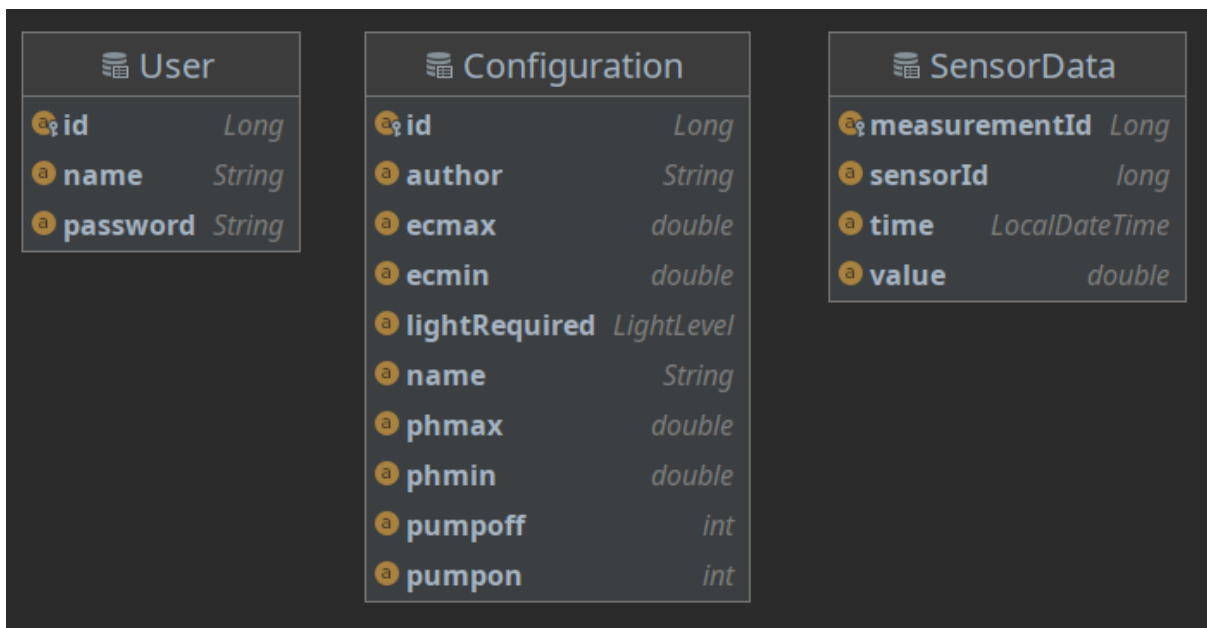 User
id Long
name String
password String
Configuration
id Long
author String
ecmax double
ecmin double
lightRequired LightLevel
name String
phmax double
phmin double
pumpoff int
pumpon int
SensorData
measurementId Long
sensorId long
time LocalDateTime
value double